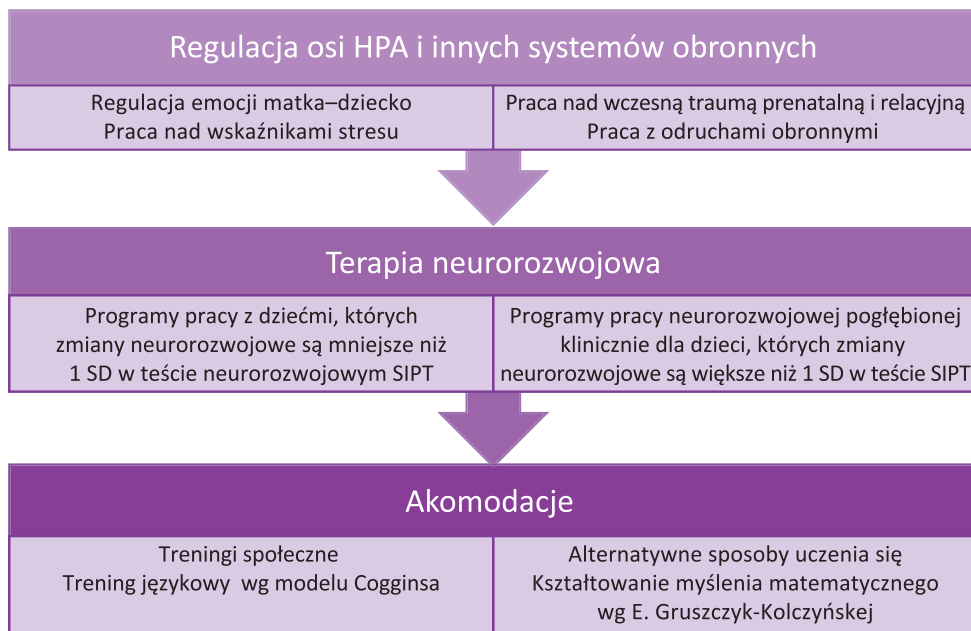 Regulacja osi HPA i innych systemów obronnych
Regulacja emocji matka–dziecko
Praca nad wskaźnikami stresu
Praca nad wczesną traumą prenatalną i relacyjną
Praca z odruchami obronnymi
Terapia neurorozwojowa
Programy pracy z dziećmi, których
zmiany neurorozwojowe są mniejsze niż
1 SD w teście neurorozwojowym SIPT
Programy pracy neurorozwojowej pogłębionej
klinicznie dla dzieci, których zmiany
neurorozwojowe są większe niż 1 SD w teście SIPT
Akomodacje
Treningi społeczne
Trening językowy wg modelu Cogginsa
Alternatywne sposoby uczenia się
Kształtowanie myślenia matematycznego
wg E. Gruszczyk-Kolczyńskej